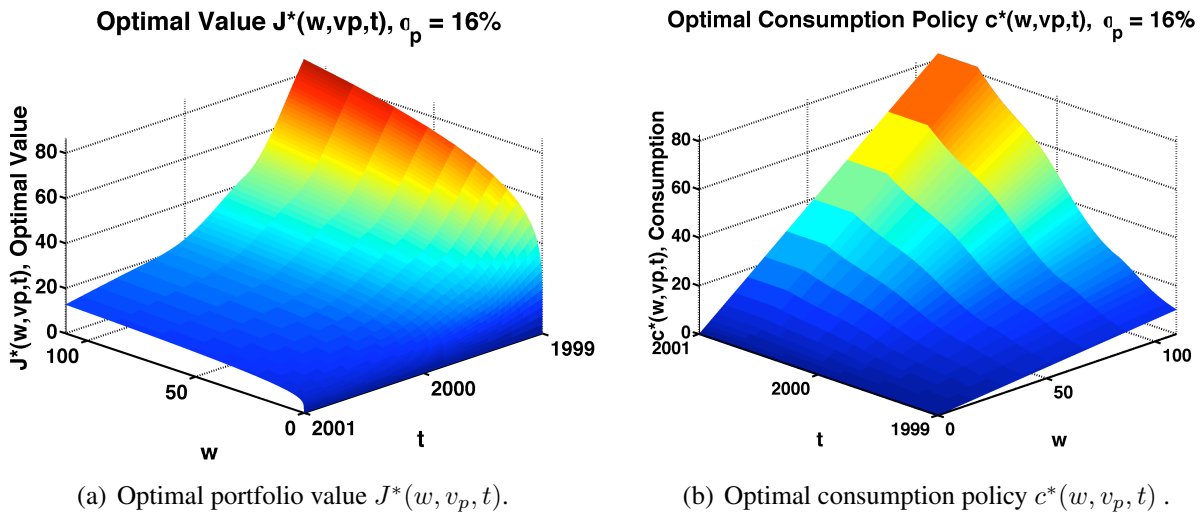 Optimal Value J*(w,vp,t), σp = 16%
J*(w,vp,t), Optimal Value
80
60
40
20
0
100
50
0
w
2001
2000
1999
t
(a) Optimal portfolio value J*(w, vp, t).
Optimal Consumption Policy c*(w,vp,t), σp = 16%
c*(w,vp,t), Consumption
80
60
40
20
0
2001
2000
1999
t
0
50
100
w
(b) Optimal consumption policy c*(w, vp, t) .